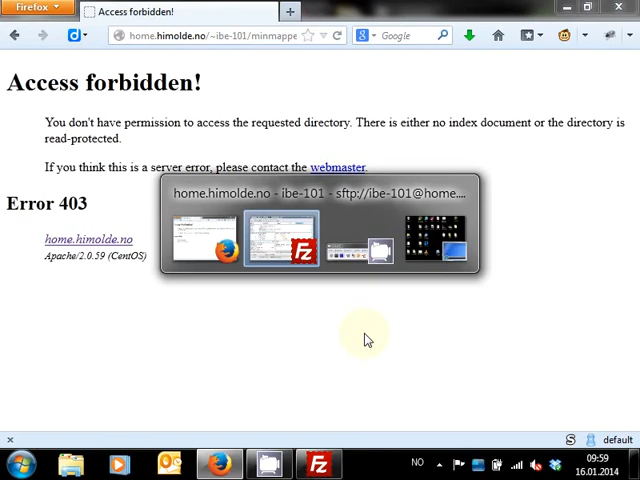 Firefox
Access forbidden!
home.himolde.no/~ibe-101/minmappe
Google
Access forbidden!
You don't have permission to access the requested directory. There is either no index document or the directory is
read-protected.
If you think this is a server error, please contact the webmaster.
home.himolde.no - ibe-101 - sftp://ibe-101@home....
Error 403
home.himolde.no
Apache/2.0.59 (CentOS)
default
NO
09:59
16.01.2014